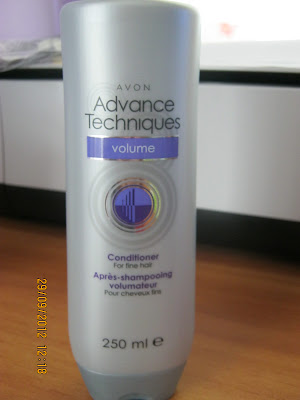 AVON
Advance
Techniques
volume
Conditioner
For fine hair
Après-shampooing
volumateur
Pour cheveux fins
250 ml e
29/09/2012 12:18